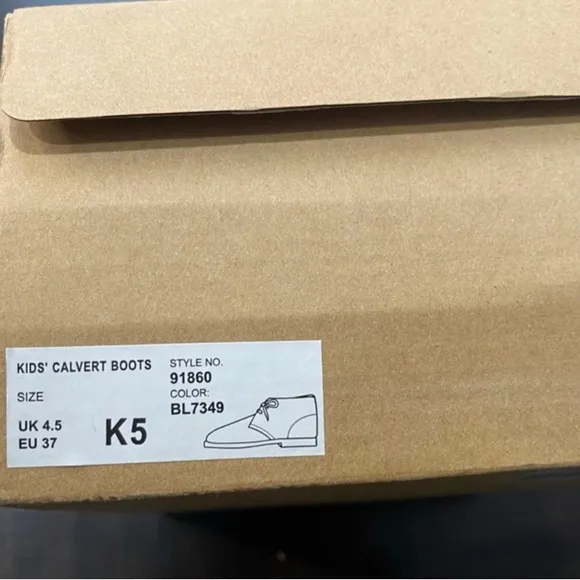 KIDS' CALVERT BOOTS
SIZE
UK 4.5
EU 37
K5
STYLE NO.
91860
COLOR:
BL7349